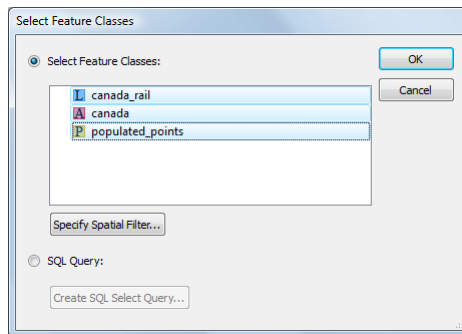 Select Feature Classes
Select Feature Classes:
OK
L canada_rail
Cancel
A canada
P populated_points
Specify Spatial Filter...
SQL Query:
Create SQL Select Query...